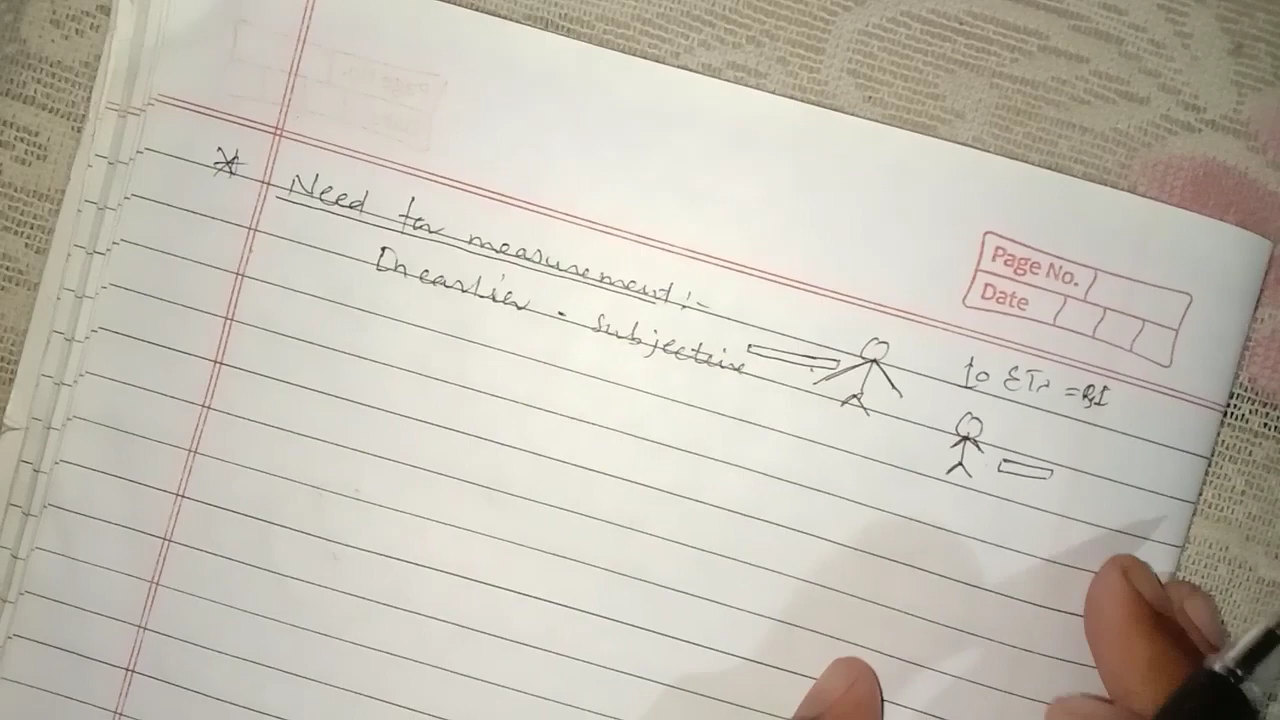 * Need for measurement :-
In earlier - Subjective
Page No.
Date